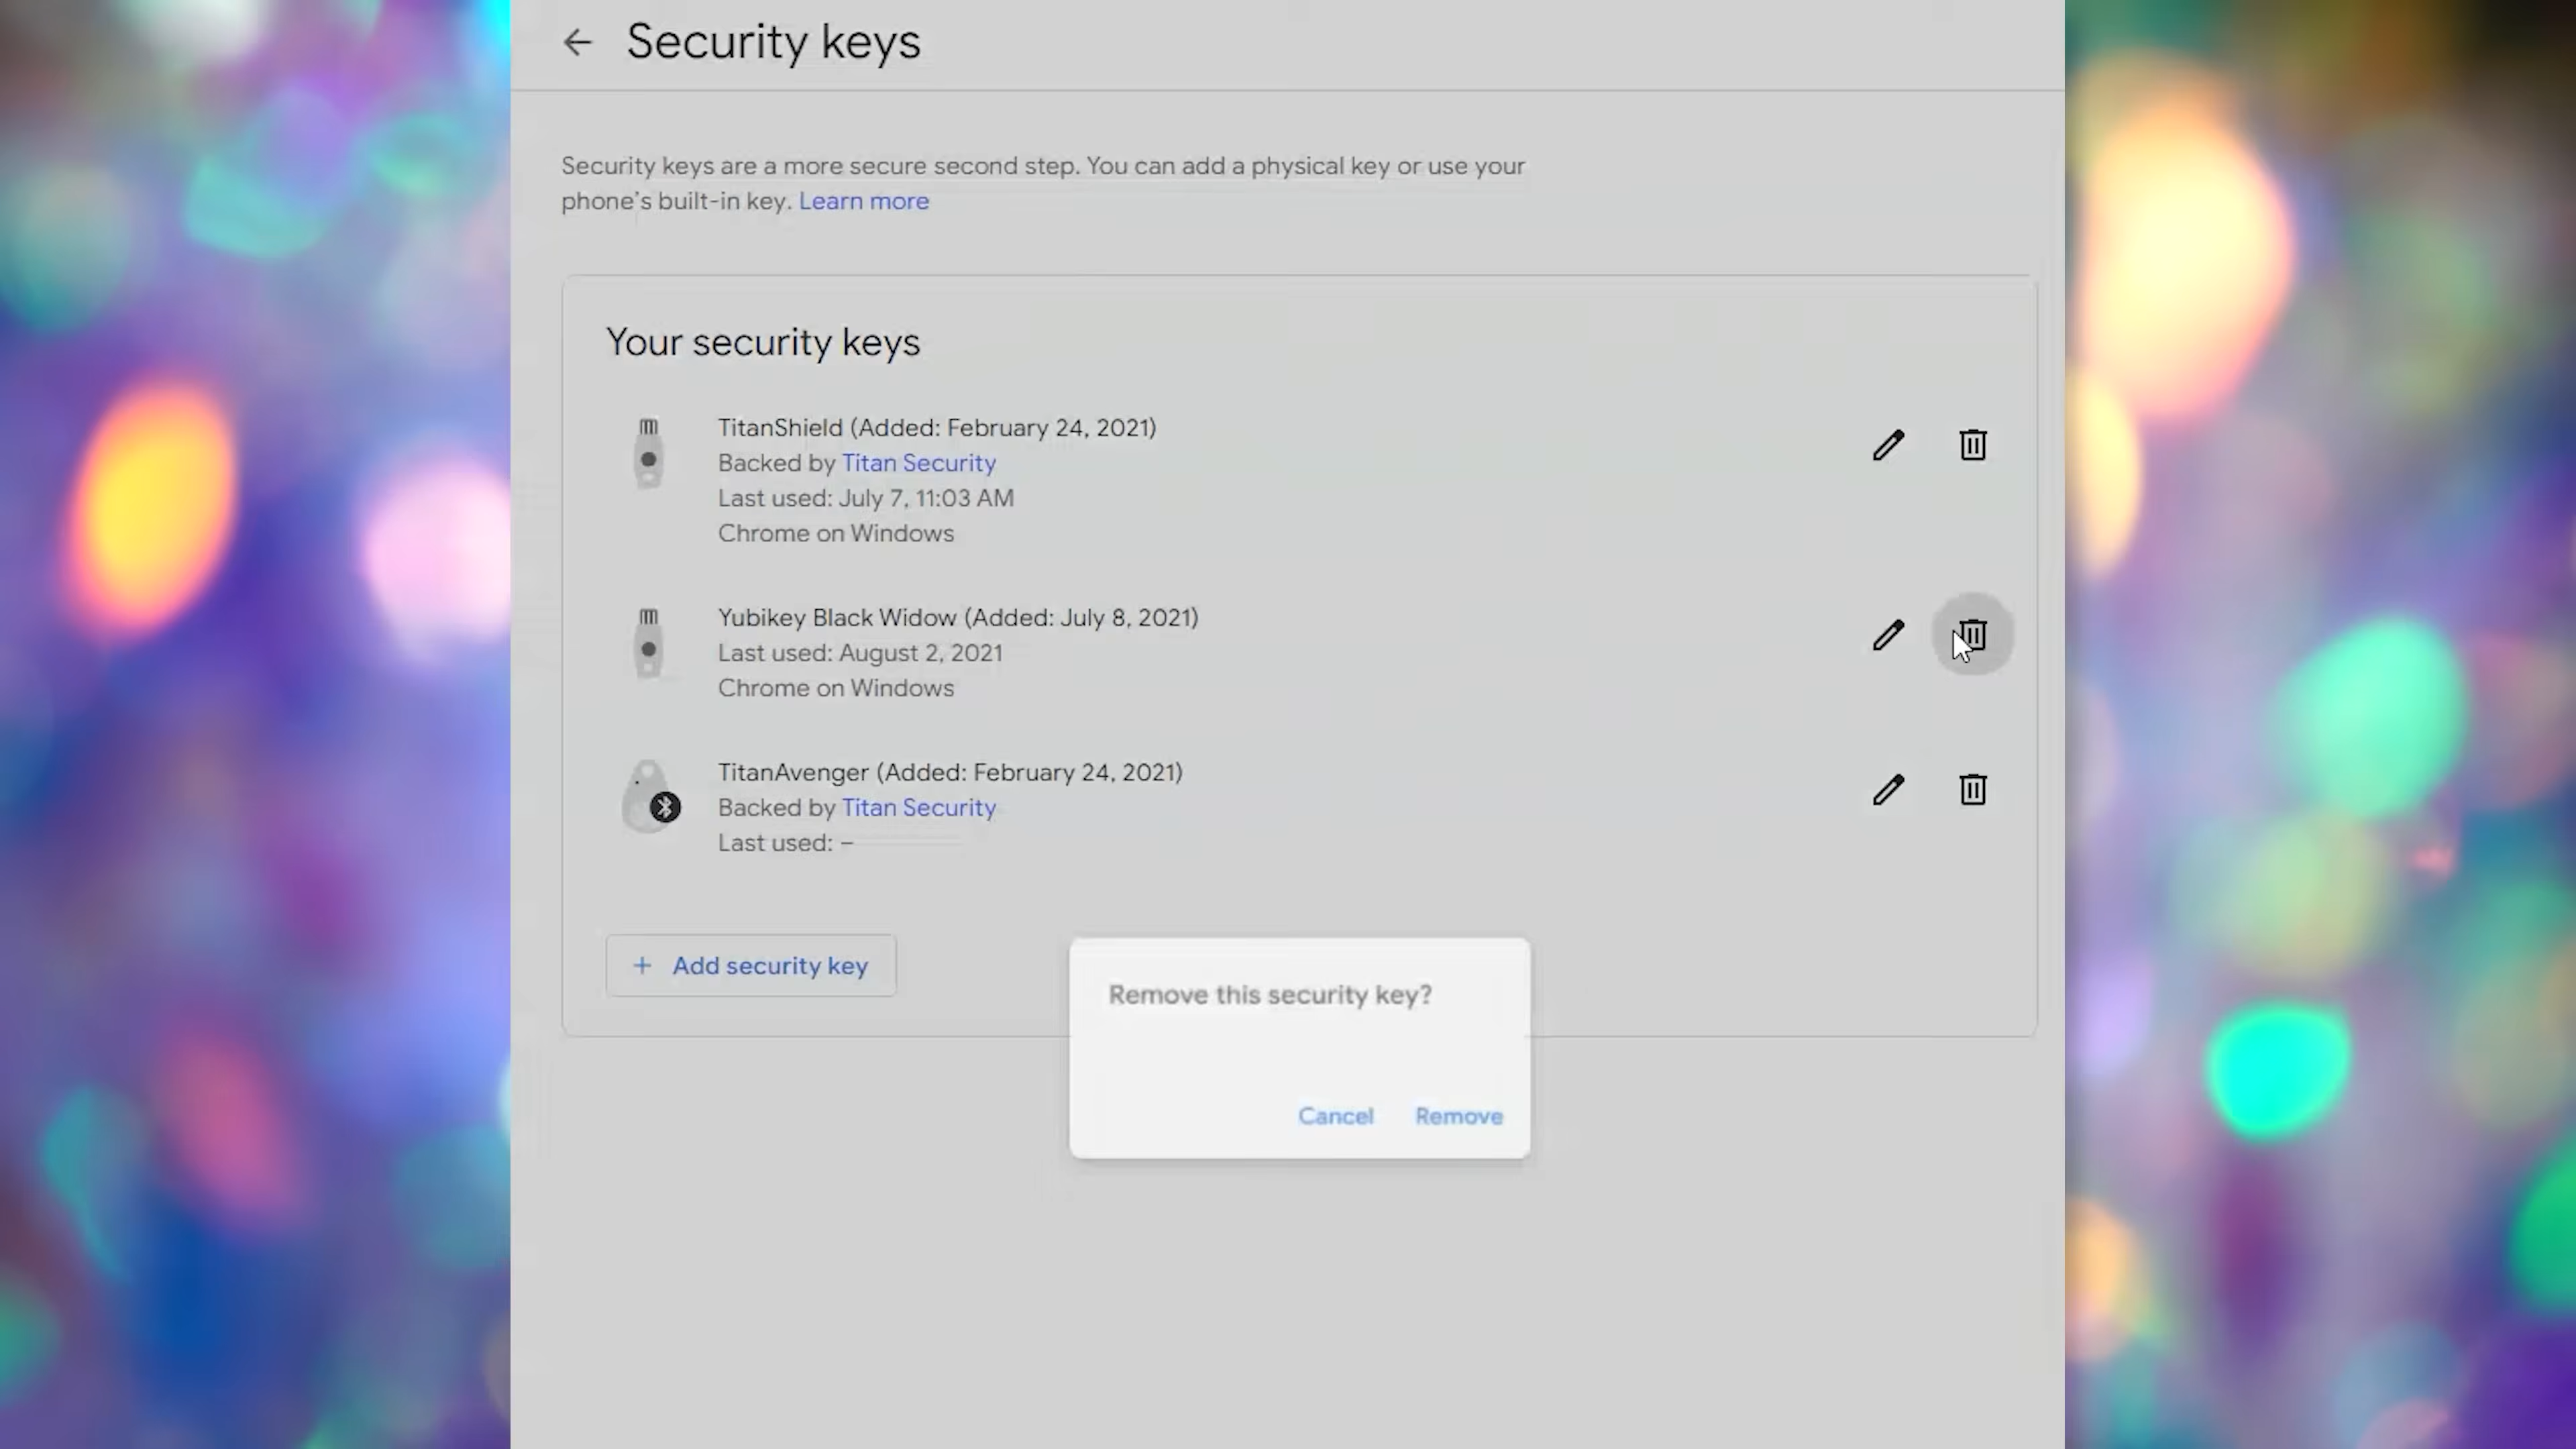 Security keys
Security keys are a more secure second step. You can add a physical key or use your
phone's built-in key. Learn more
Your security keys
TitanShield (Added: February 24, 2021)
Backed by Titan Security
Last used: July 7, 11:03 AM
Chrome on Windows
Yubikey Black Widow (Added: July 8, 2021)
Last used: August 2, 2021
Chrome on Windows
TitanAvenger (Added: February 24, 2021)
Backed by Titan Security
Last used: –
+ Add security key
Remove this security key?
Cancel Remove